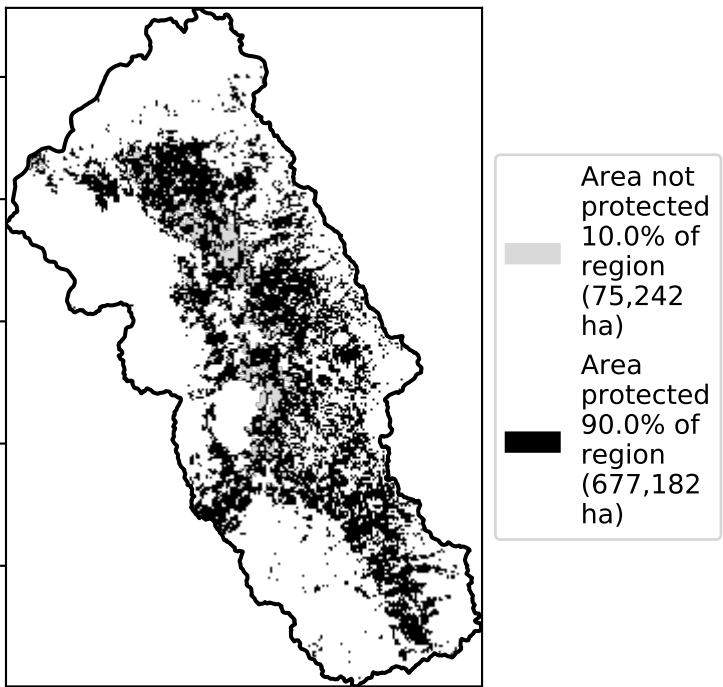 Area not
protected
10.0% of
region
(75,242
ha)
Area
protected
90.0% of
region
(677,182
ha)